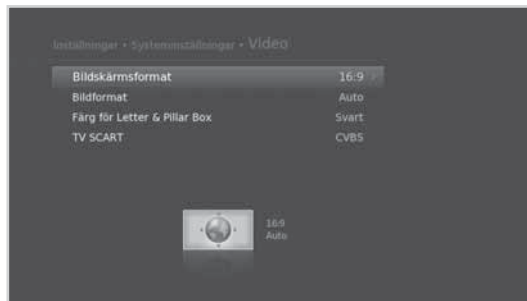 Inställningar • Systeminställningar • Video
Bildskärmsformat 16:9
Bildformat Auto
Färg för Letter & Pillar Box Svart
TV SCART CVBS
16:9
Auto